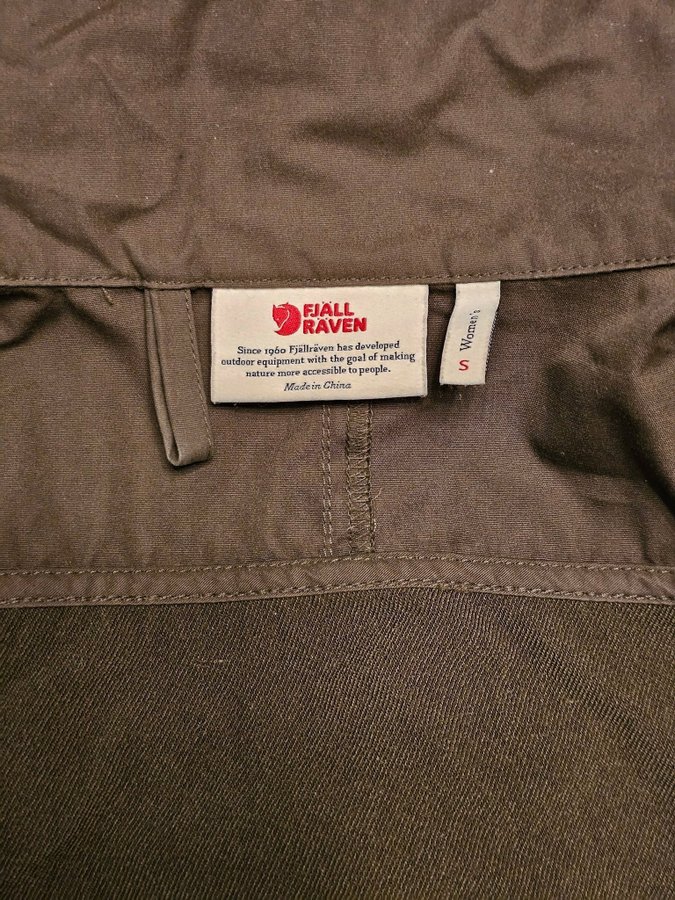 FJÄLL
RÄVEN
Since 1960 Fjällräven has developed
outdoor equipment with the goal of making
nature more accessible to people.
Made in China
Women's
S